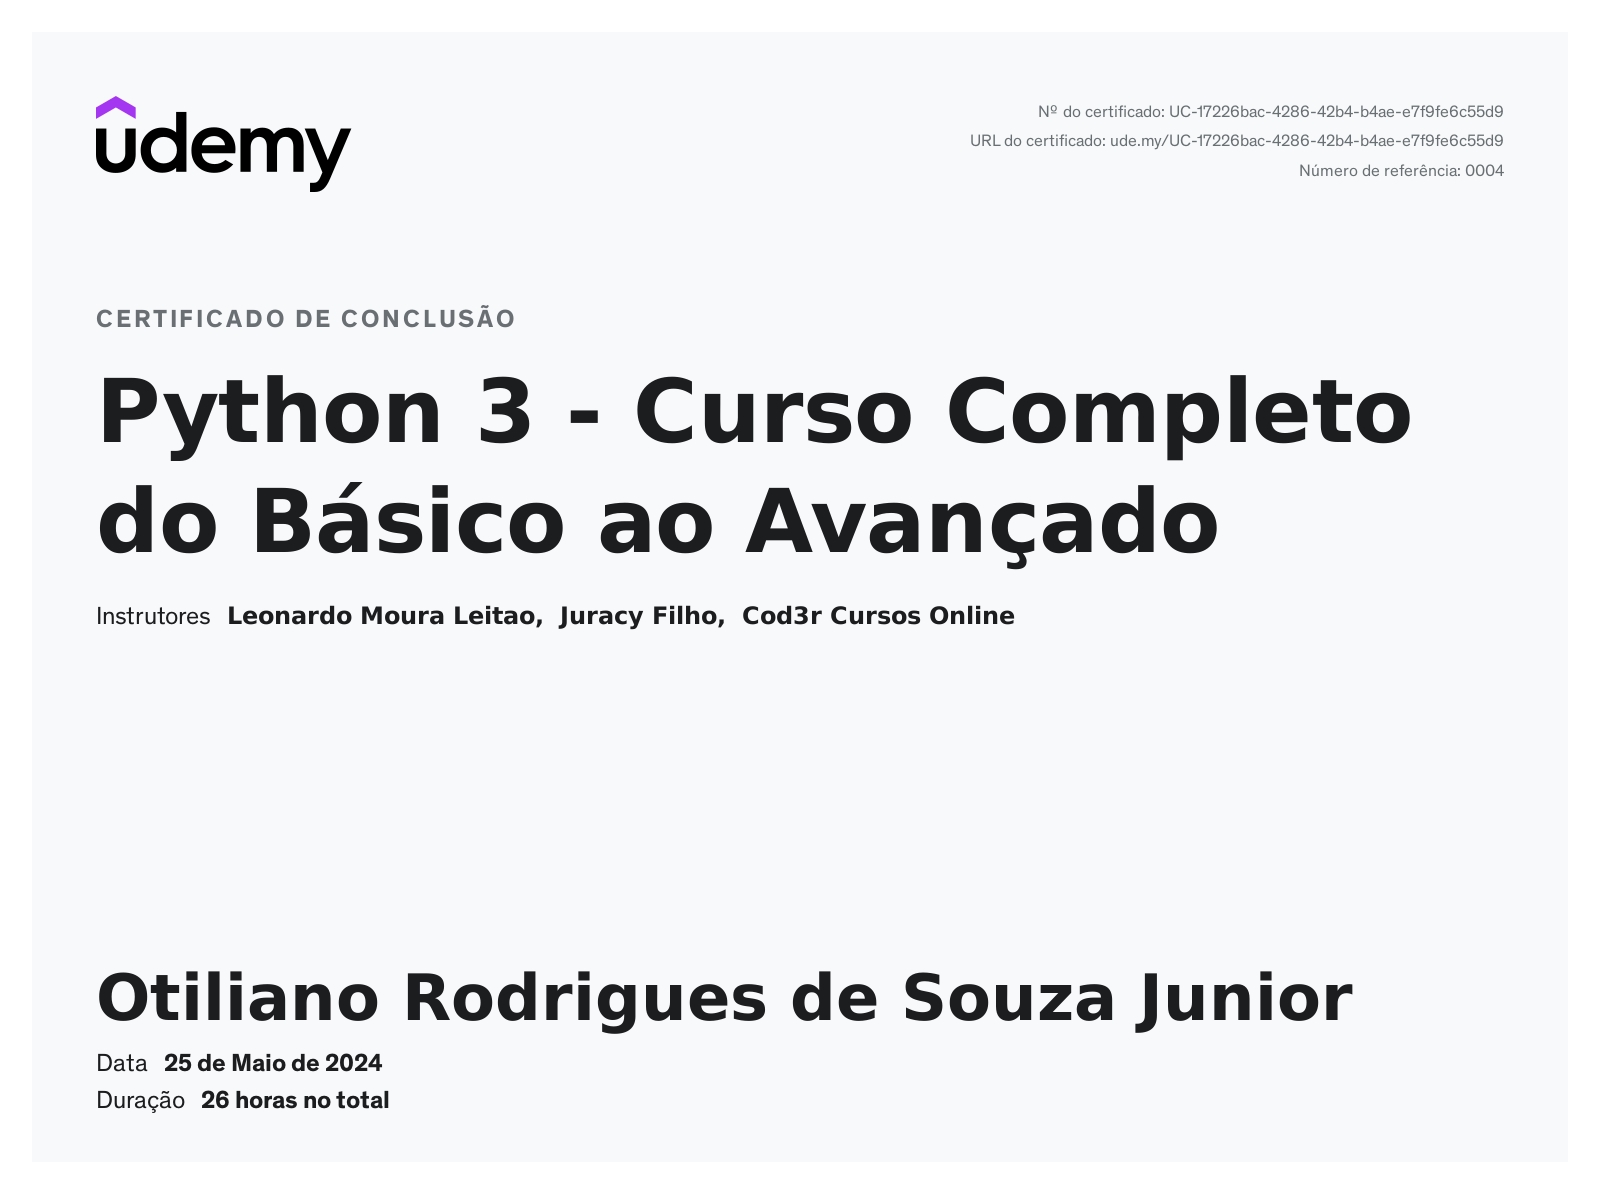 udemy
Nº do certificado: UC-17226bac-4286-42b4-b4ae-e7f9fe6c55d9
URL do certificado: ude.my/UC-17226bac-4286-42b4-b4ae-e7f9fe6c55d9
Número de referência: 0004
CERTIFICADO DE CONCLUSÃO
Python 3 - Curso Completo
do Básico ao Avançado
Instrutores Leonardo Moura Leitao, Juracy Filho, Cod3r Cursos Online
Otiliano Rodrigues de Souza Junior
Data 25 de Maio de 2024
Duração 26 horas no total